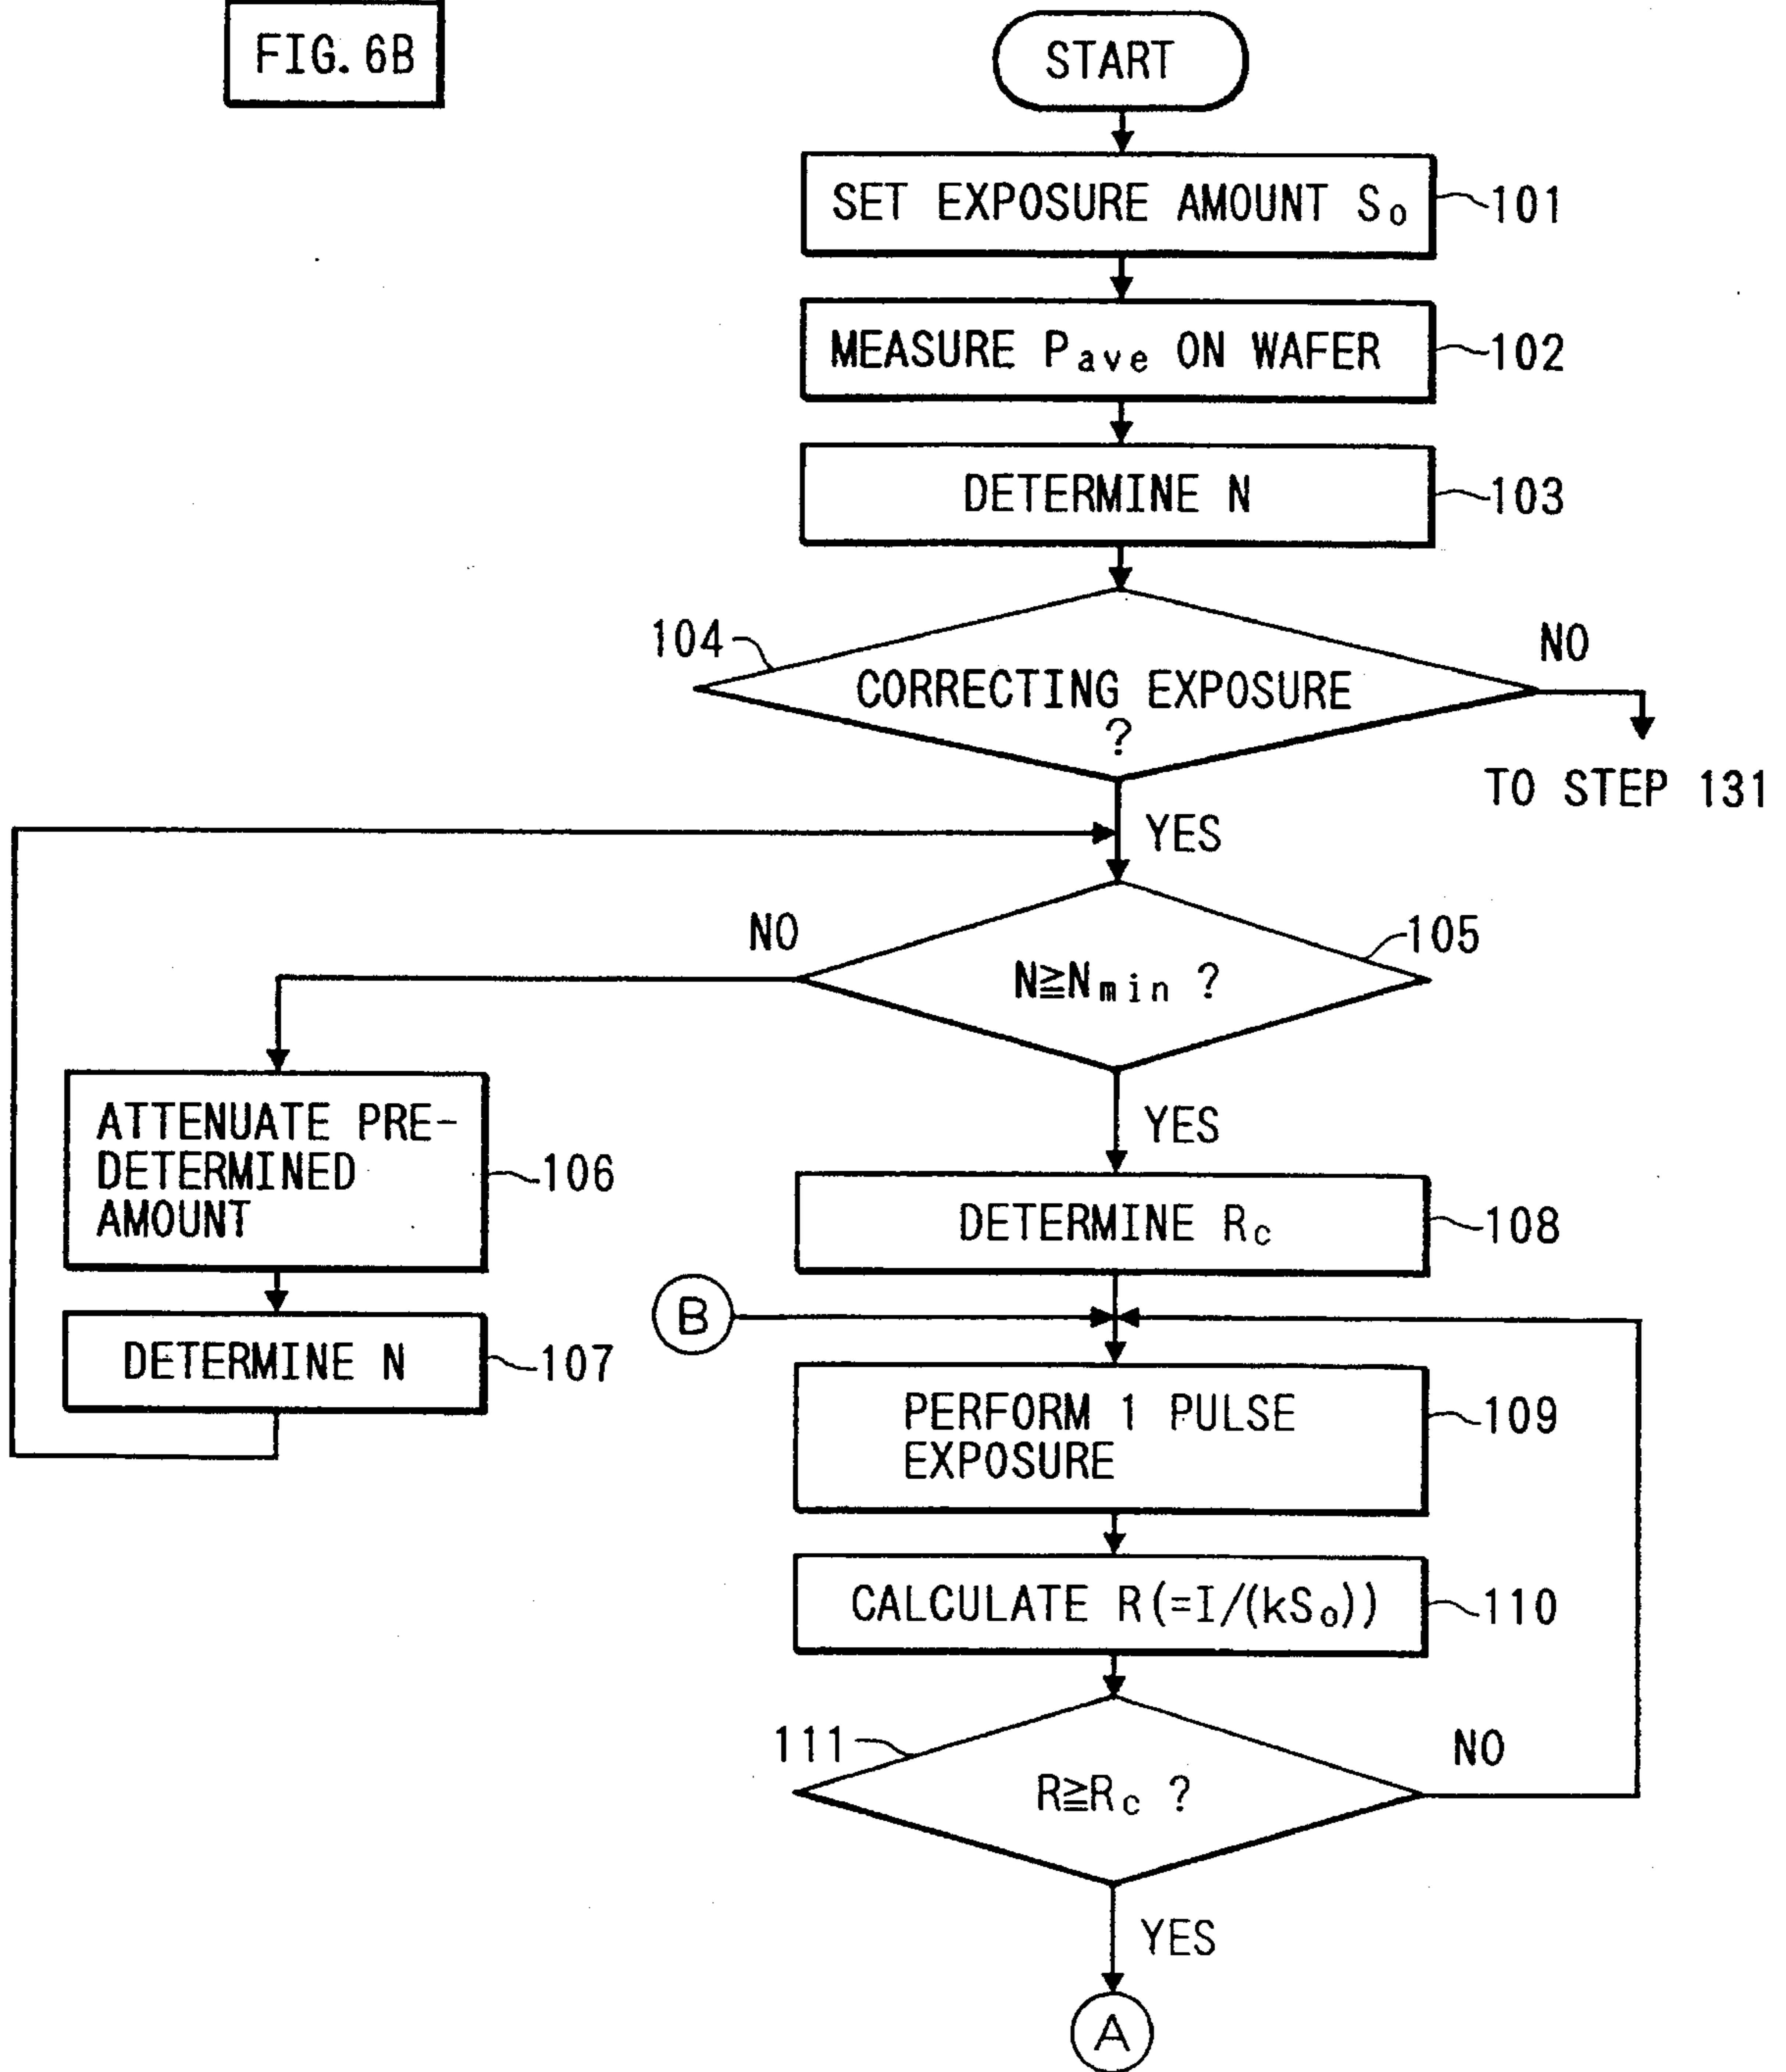 FIG. 6B
START
SET EXPOSURE AMOUNT S₀
101
MEASURE Pave ON WAFER
102
DETERMINE N
103
104
CORRECTING EXPOSURE
?
NO
TO STEP 131
YES
NO
105
N≧Nmin ?
ATTENUATE PRE-
DETERMINED
AMOUNT
106
YES
DETERMINE Rc
108
B
DETERMINE N
107
PERFORM 1 PULSE
EXPOSURE
109
CALCULATE R(=I/(kS₀))
110
111
R≧Rc ?
NO
YES
A